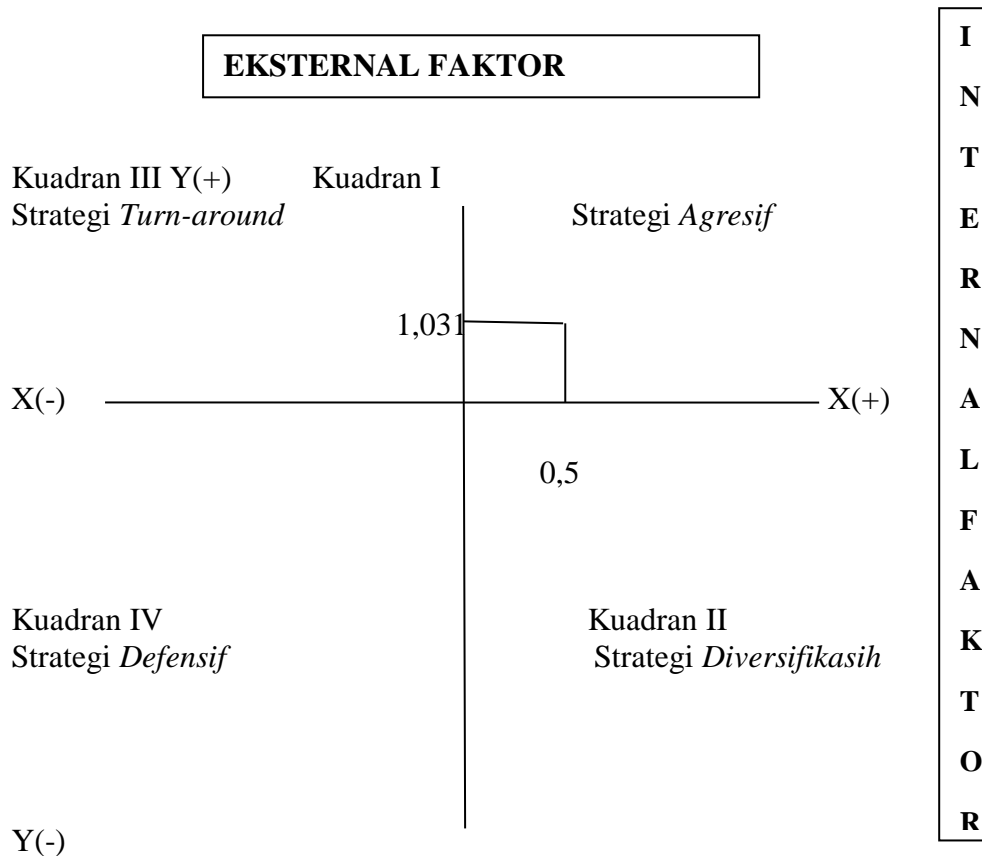 EKSTERNAL FAKTOR
Kuadran III Y(+) Kuadran I
Strategi Turn-around Strategi Agresif
1,031
X(-) X(+)
0,5
Kuadran IV Kuadran II
Strategi Defensif Strategi Diversifikasih
Y(-)
I
N
T
E
R
N
A
L
F
A
K
T
O
R